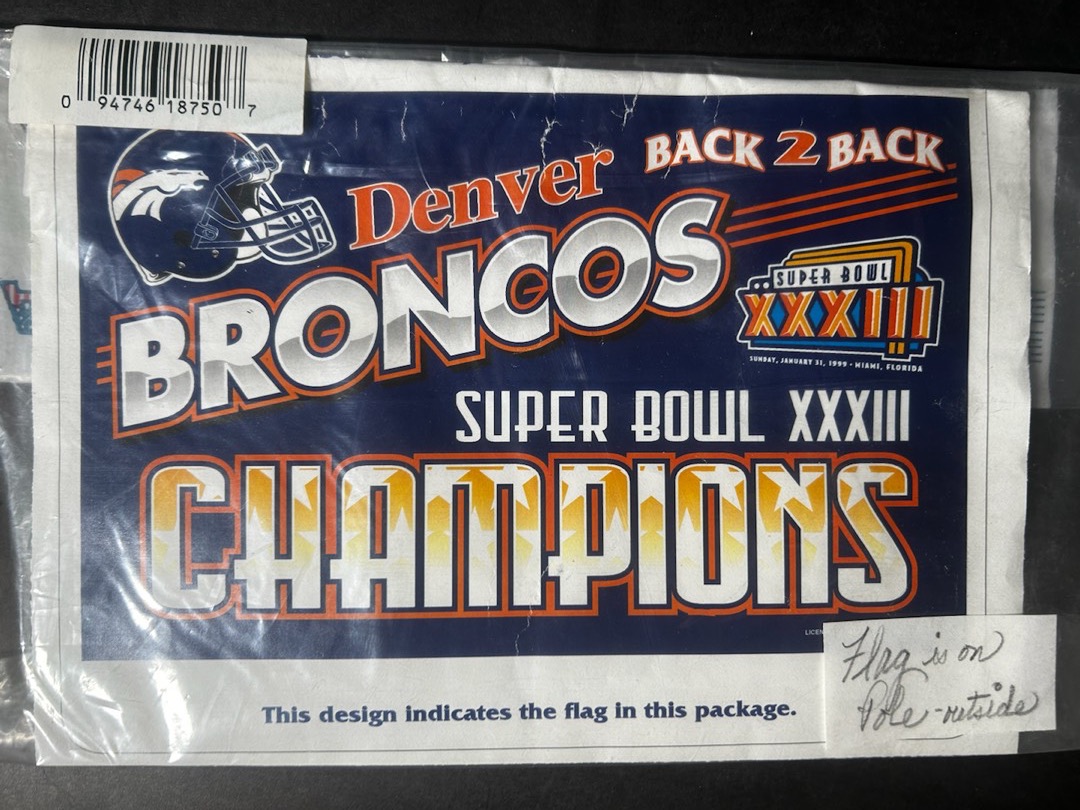 0 94746 18750 7
Denver
BACK 2 BACK
BRONCOS
SUPER BOWL
XXXIII
SUNDAY, JANUARY 31, 1999 - MIAMI, FLORIDA
SUPER BOWL XXXIII
CHAMPIONS
Flag is on
Pole - outside
This design indicates the flag in this package.